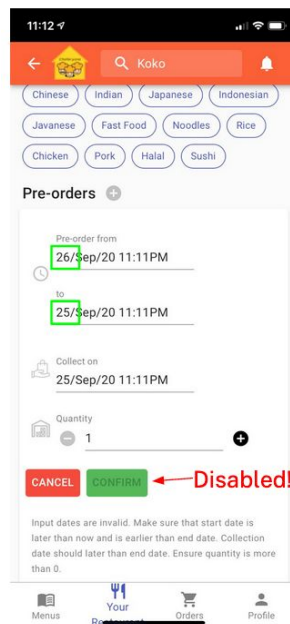 11:12
Koko
Chinese
Indian
Japanese
Indonesian
Javanese
Fast Food
Noodles
Rice
Chicken
Pork
Halal
Sushi
Pre-orders
Pre-order from
26/Sep/20 11:11PM
to
25/Sep/20 11:11PM
Collect on
25/Sep/20 11:11PM
Quantity
1
CANCEL
CONFIRM
Disabled!
Input dates are invalid. Make sure that start date is
later than now and is earlier than end date. Collection
date should later than end date. Ensure quantity is more
than 0.
Menus
Your
Orders
Profile